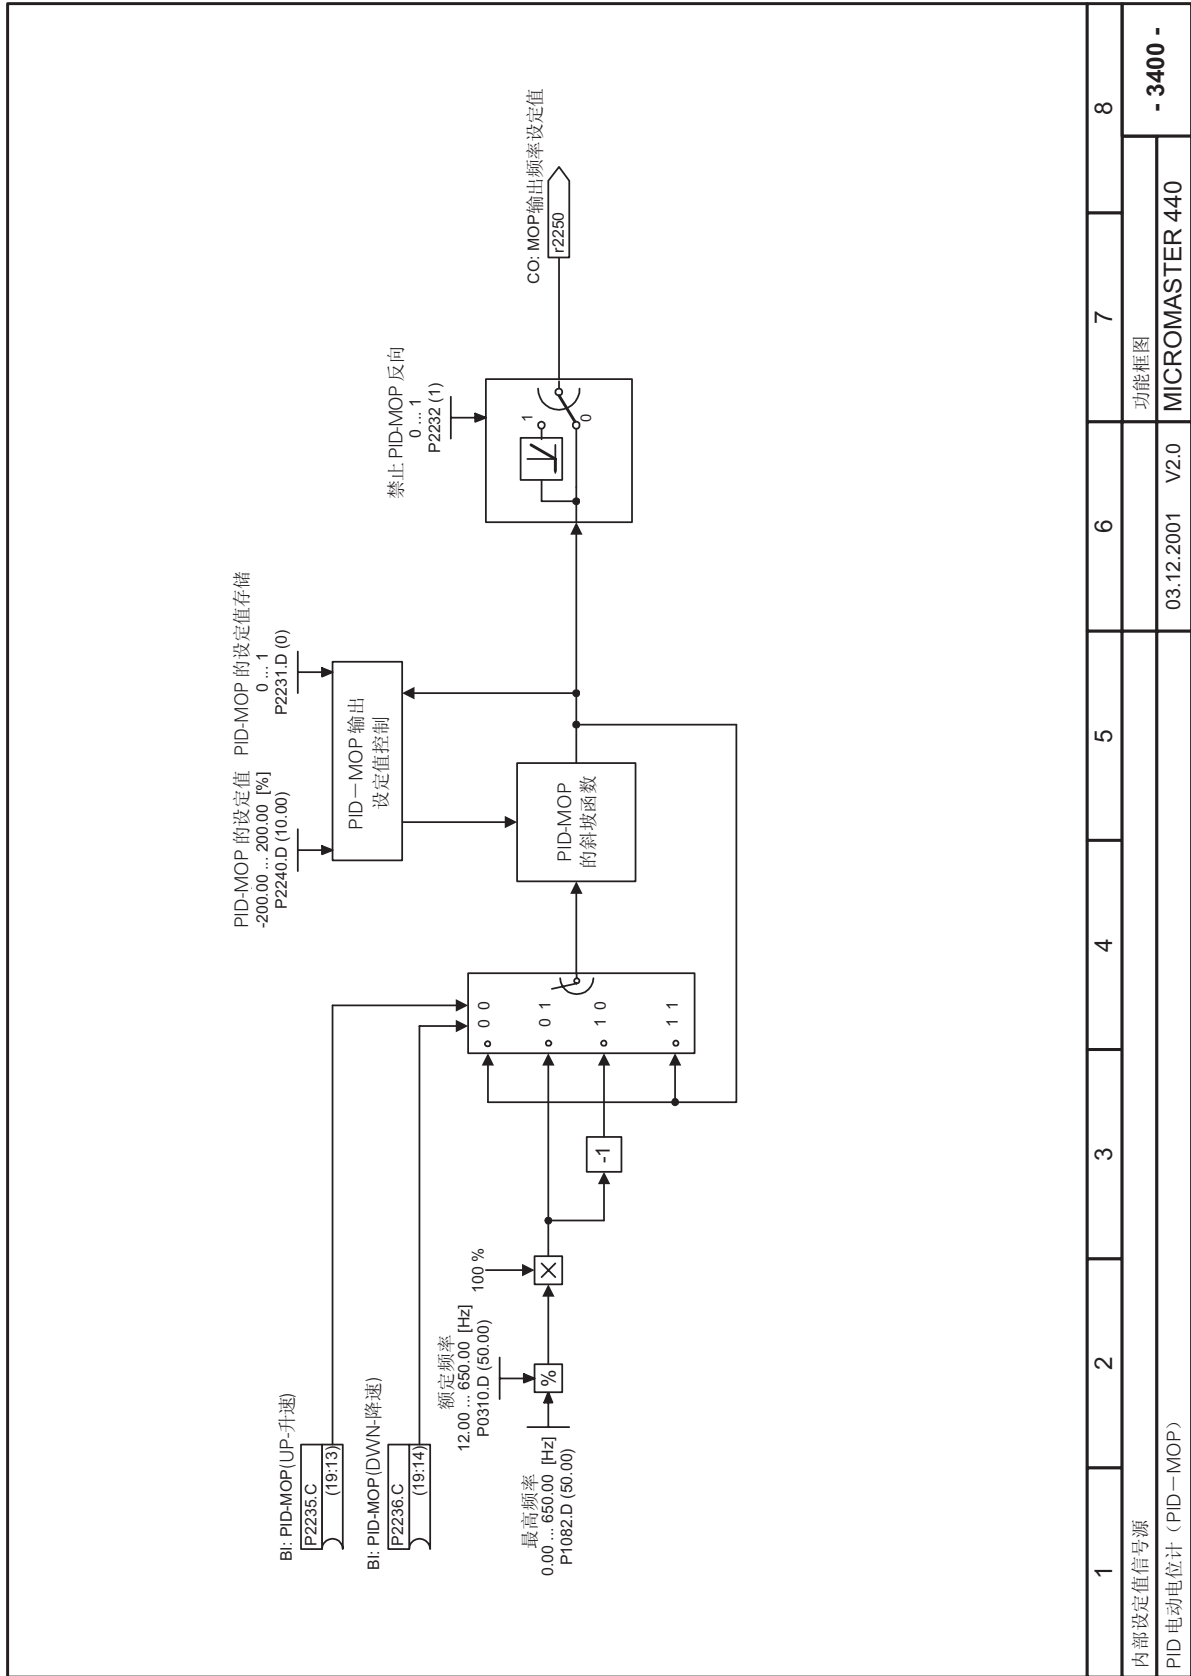 BI: PID-MOP(UP-升速)
P2235.C
(19:13)
BI: PID-MOP(DWN-降速)
P2236.C
(19:14)
最高频率
0.00 ... 650.00 [Hz]
P1082.D (50.00)
额定频率
12.00 ... 650.00 [Hz]
P0310.D (50.00)
%
100 %
X
-1
0 0
0 1
1 0
1 1
PID-MOP 的设定值
-200.00 ... 200.00 [%]
P2240.D (10.00)
PID-MOP 的设定值存储
0 ... 1
P2231.D (0)
PID－MOP 输出
设定值控制
PID-MOP
的斜坡函数
禁止 PID-MOP 反向
0 ... 1
P2232 (1)
1
0
CO: MOP输出频率设定值
r2250
1 2 3 4 5 6 7 8
内部设定值信号源
功能框图
- 3400 -
PID 电动电位计（PID－MOP）
03.12.2001 V2.0
MICROMASTER 440